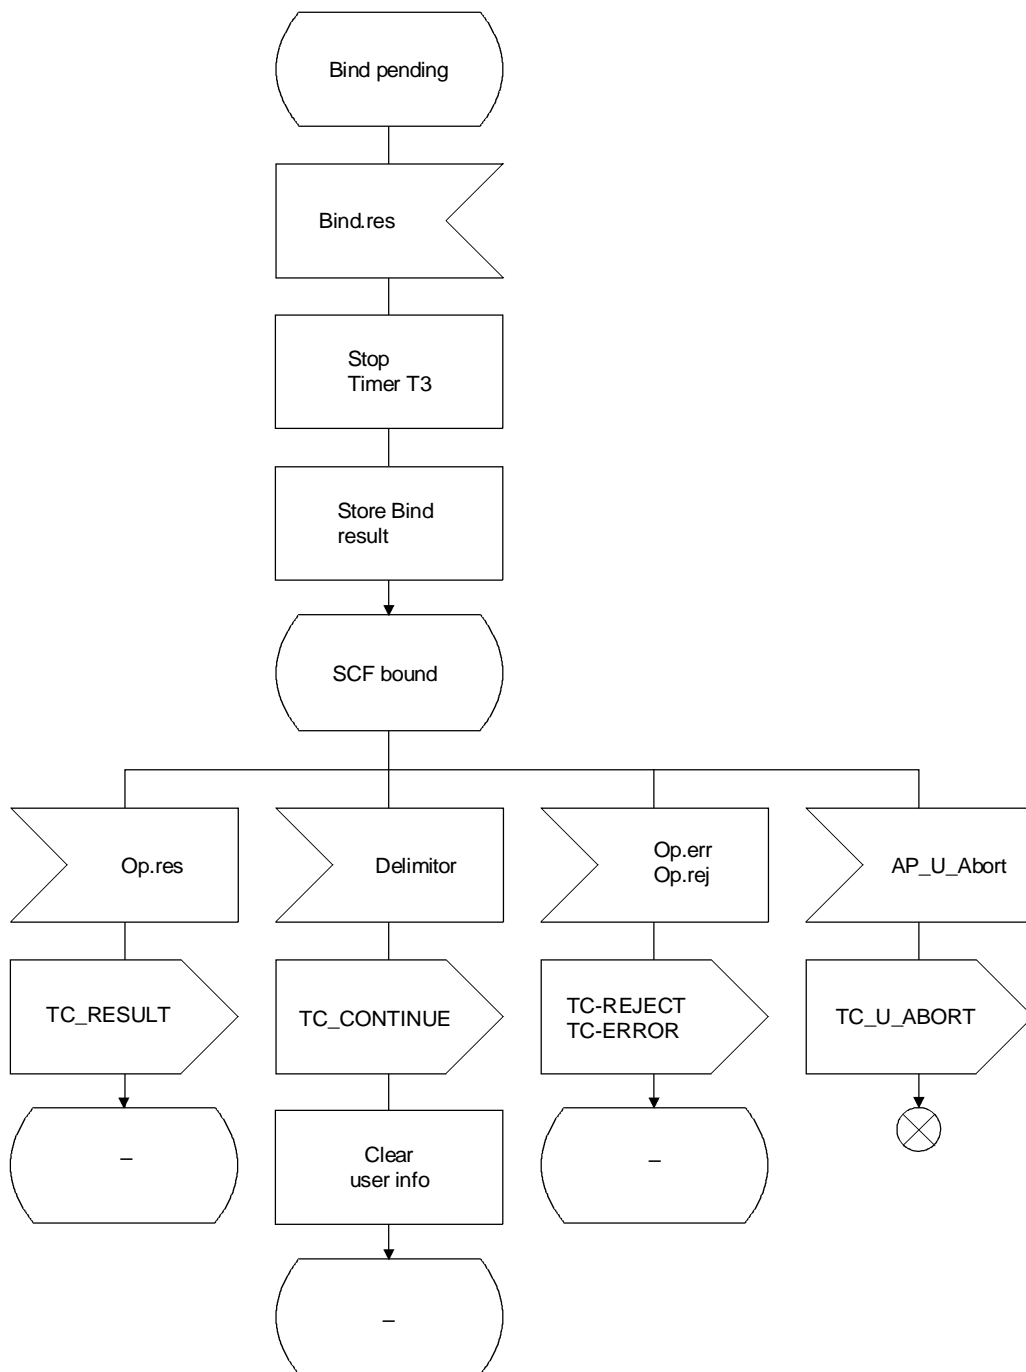 Bind pending
Bind.res
Stop
Timer T3
Store Bind
result
SCF bound
Op.res
Delimitor
Op.err
Op.rej
AP_U_Abort
TC_RESULT
TC_CONTINUE
TC-REJECT
TC-ERROR
TC_U_ABORT
–
Clear
user info
–
–